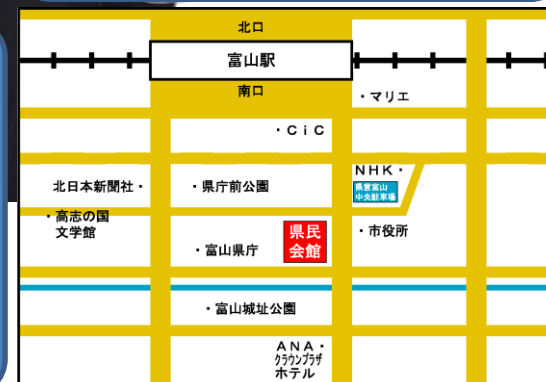 北口
富山駅
南口
・マリエ
・CiC
NHK・
県営富山
中央駐車場
北日本新聞社・
・県庁前公園
・高志の国
文学館
県民
会館
・市役所
・富山県庁
・富山城址公園
ANA・
クラウンプラザ
ホテル